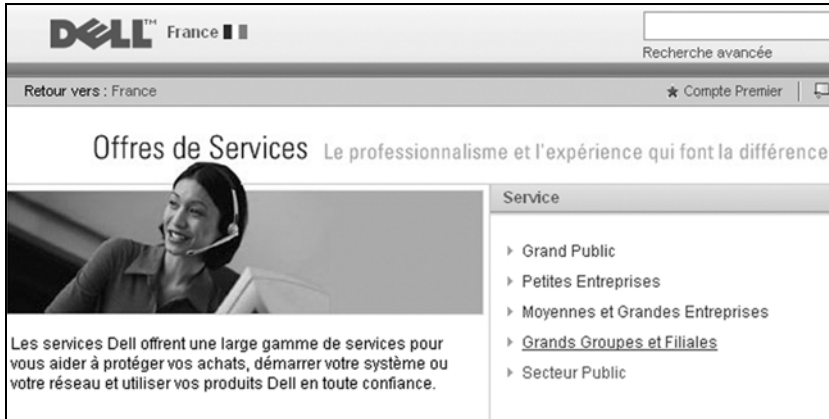 DELL™ France
Recherche avancée
Retour vers : France
Compte Premier
Offres de Services Le professionnalisme et l'expérience qui font la différence
Service
Grand Public
Petites Entreprises
Moyennes et Grandes Entreprises
Grands Groupes et Filiales
Secteur Public
Les services Dell offrent une large gamme de services pour
vous aider à protéger vos achats, démarrer votre système ou
votre réseau et utiliser vos produits Dell en toute confiance.